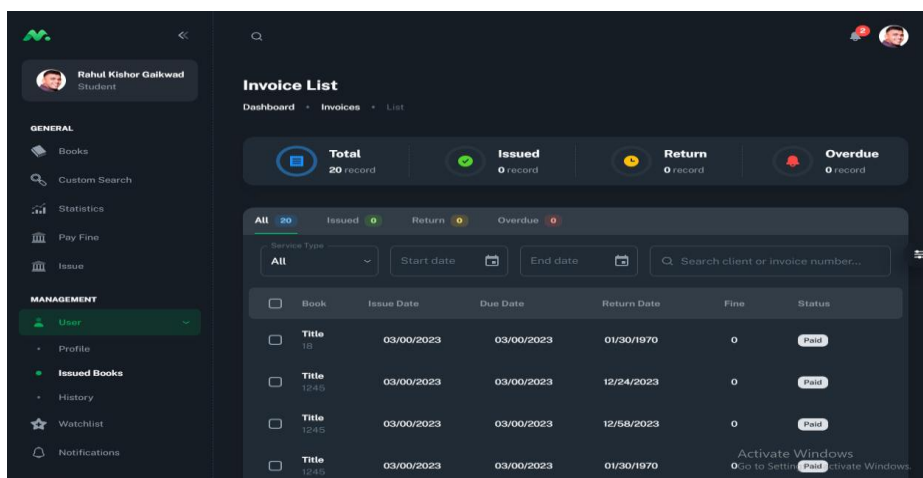 Rahul Kishor Gaikwad
Student
GENERAL
Books
Custom Search
Statistics
Pay Fine
Issue
MANAGEMENT
User
Profile
Issued Books
History
Watchlist
Notifications
2
Invoice List
Dashboard • Invoices • List
Total
20 record
Issued
0 record
Return
0 record
Overdue
0 record
All 20 Issued 0 Return 0 Overdue 0
Service Type
All Start date End date Search client or invoice number...
Book Issue Date Due Date Return Date Fine Status
Title
18 03/00/2023 03/00/2023 01/30/1970 0 Paid
Title
1245 03/00/2023 03/00/2023 12/24/2023 0 Paid
Title
1245 03/00/2023 03/00/2023 12/58/2023 0 Paid
Title
1245 03/00/2023 03/00/2023 01/30/1970 0 Paid
Activate Windows
Go to Settin ctivate Windows.